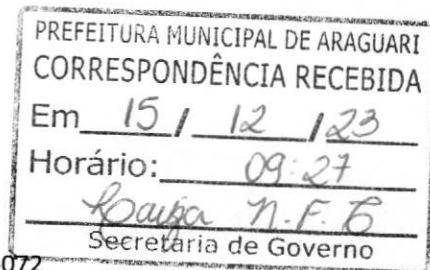 PREFEITURA MUNICIPAL DE ARAGUARI
CORRESPONDÊNCIA RECEBIDA
Em 15 / 12 / 23
Horário: 09:27
N.F.
Secretaria de Governo
072